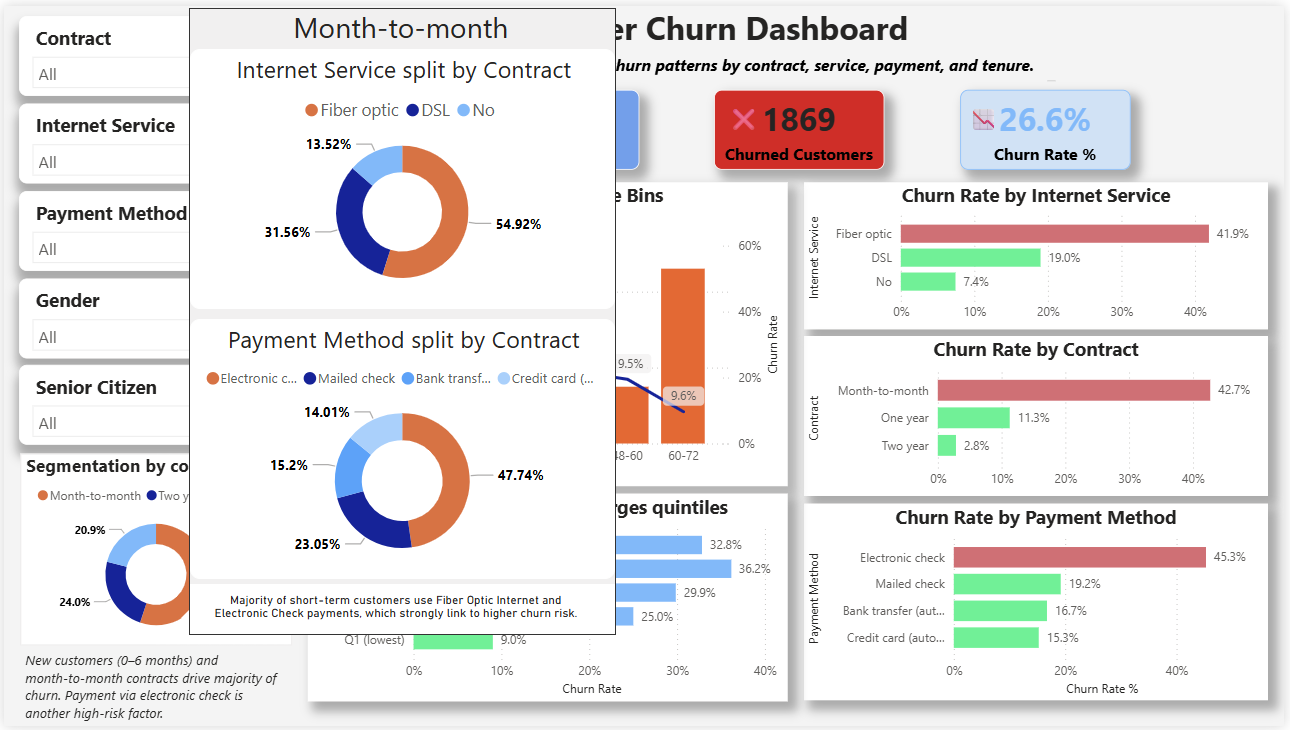 Contract
All
Internet Service
All
Payment Method
All
Gender
All
Senior Citizen
All
Segmentation by co
Month-to-month Two y
20.9%
24.0%
New customers (0–6 months) and
month-to-month contracts drive majority of
churn. Payment via electronic check is
another high-risk factor.
Month-to-month
Internet Service split by Contract
Fiber optic DSL No
13.52%
31.56%
54.92%
Payment Method split by Contract
Electronic c... Mailed check Bank transf... Credit card (...
14.01%
15.2%
47.74%
23.05%
Majority of short-term customers use Fiber Optic Internet and
Electronic Check payments, which strongly link to higher churn risk.
er Churn Dashboard
hurn patterns by contract, service, payment, and tenure.
1869
Churned Customers
26.6%
Churn Rate %
e Bins
60%
40%
20%
0%
Churn Rate
9.5%
9.6%
48-60
60-72
rges quintiles
32.8%
36.2%
29.9%
25.0%
Q1 (lowest) 9.0%
0% 10% 20% 30% 40%
Churn Rate
Churn Rate by Internet Service
Internet Service
Fiber optic 41.9%
DSL 19.0%
No 7.4%
0% 10% 20% 30% 40%
Churn Rate by Contract
Contract
Month-to-month 42.7%
One year 11.3%
Two year 2.8%
0% 10% 20% 30% 40%
Churn Rate by Payment Method
Payment Method
Electronic check 45.3%
Mailed check 19.2%
Bank transfer (aut... 16.7%
Credit card (auto... 15.3%
0% 20% 40%
Churn Rate %